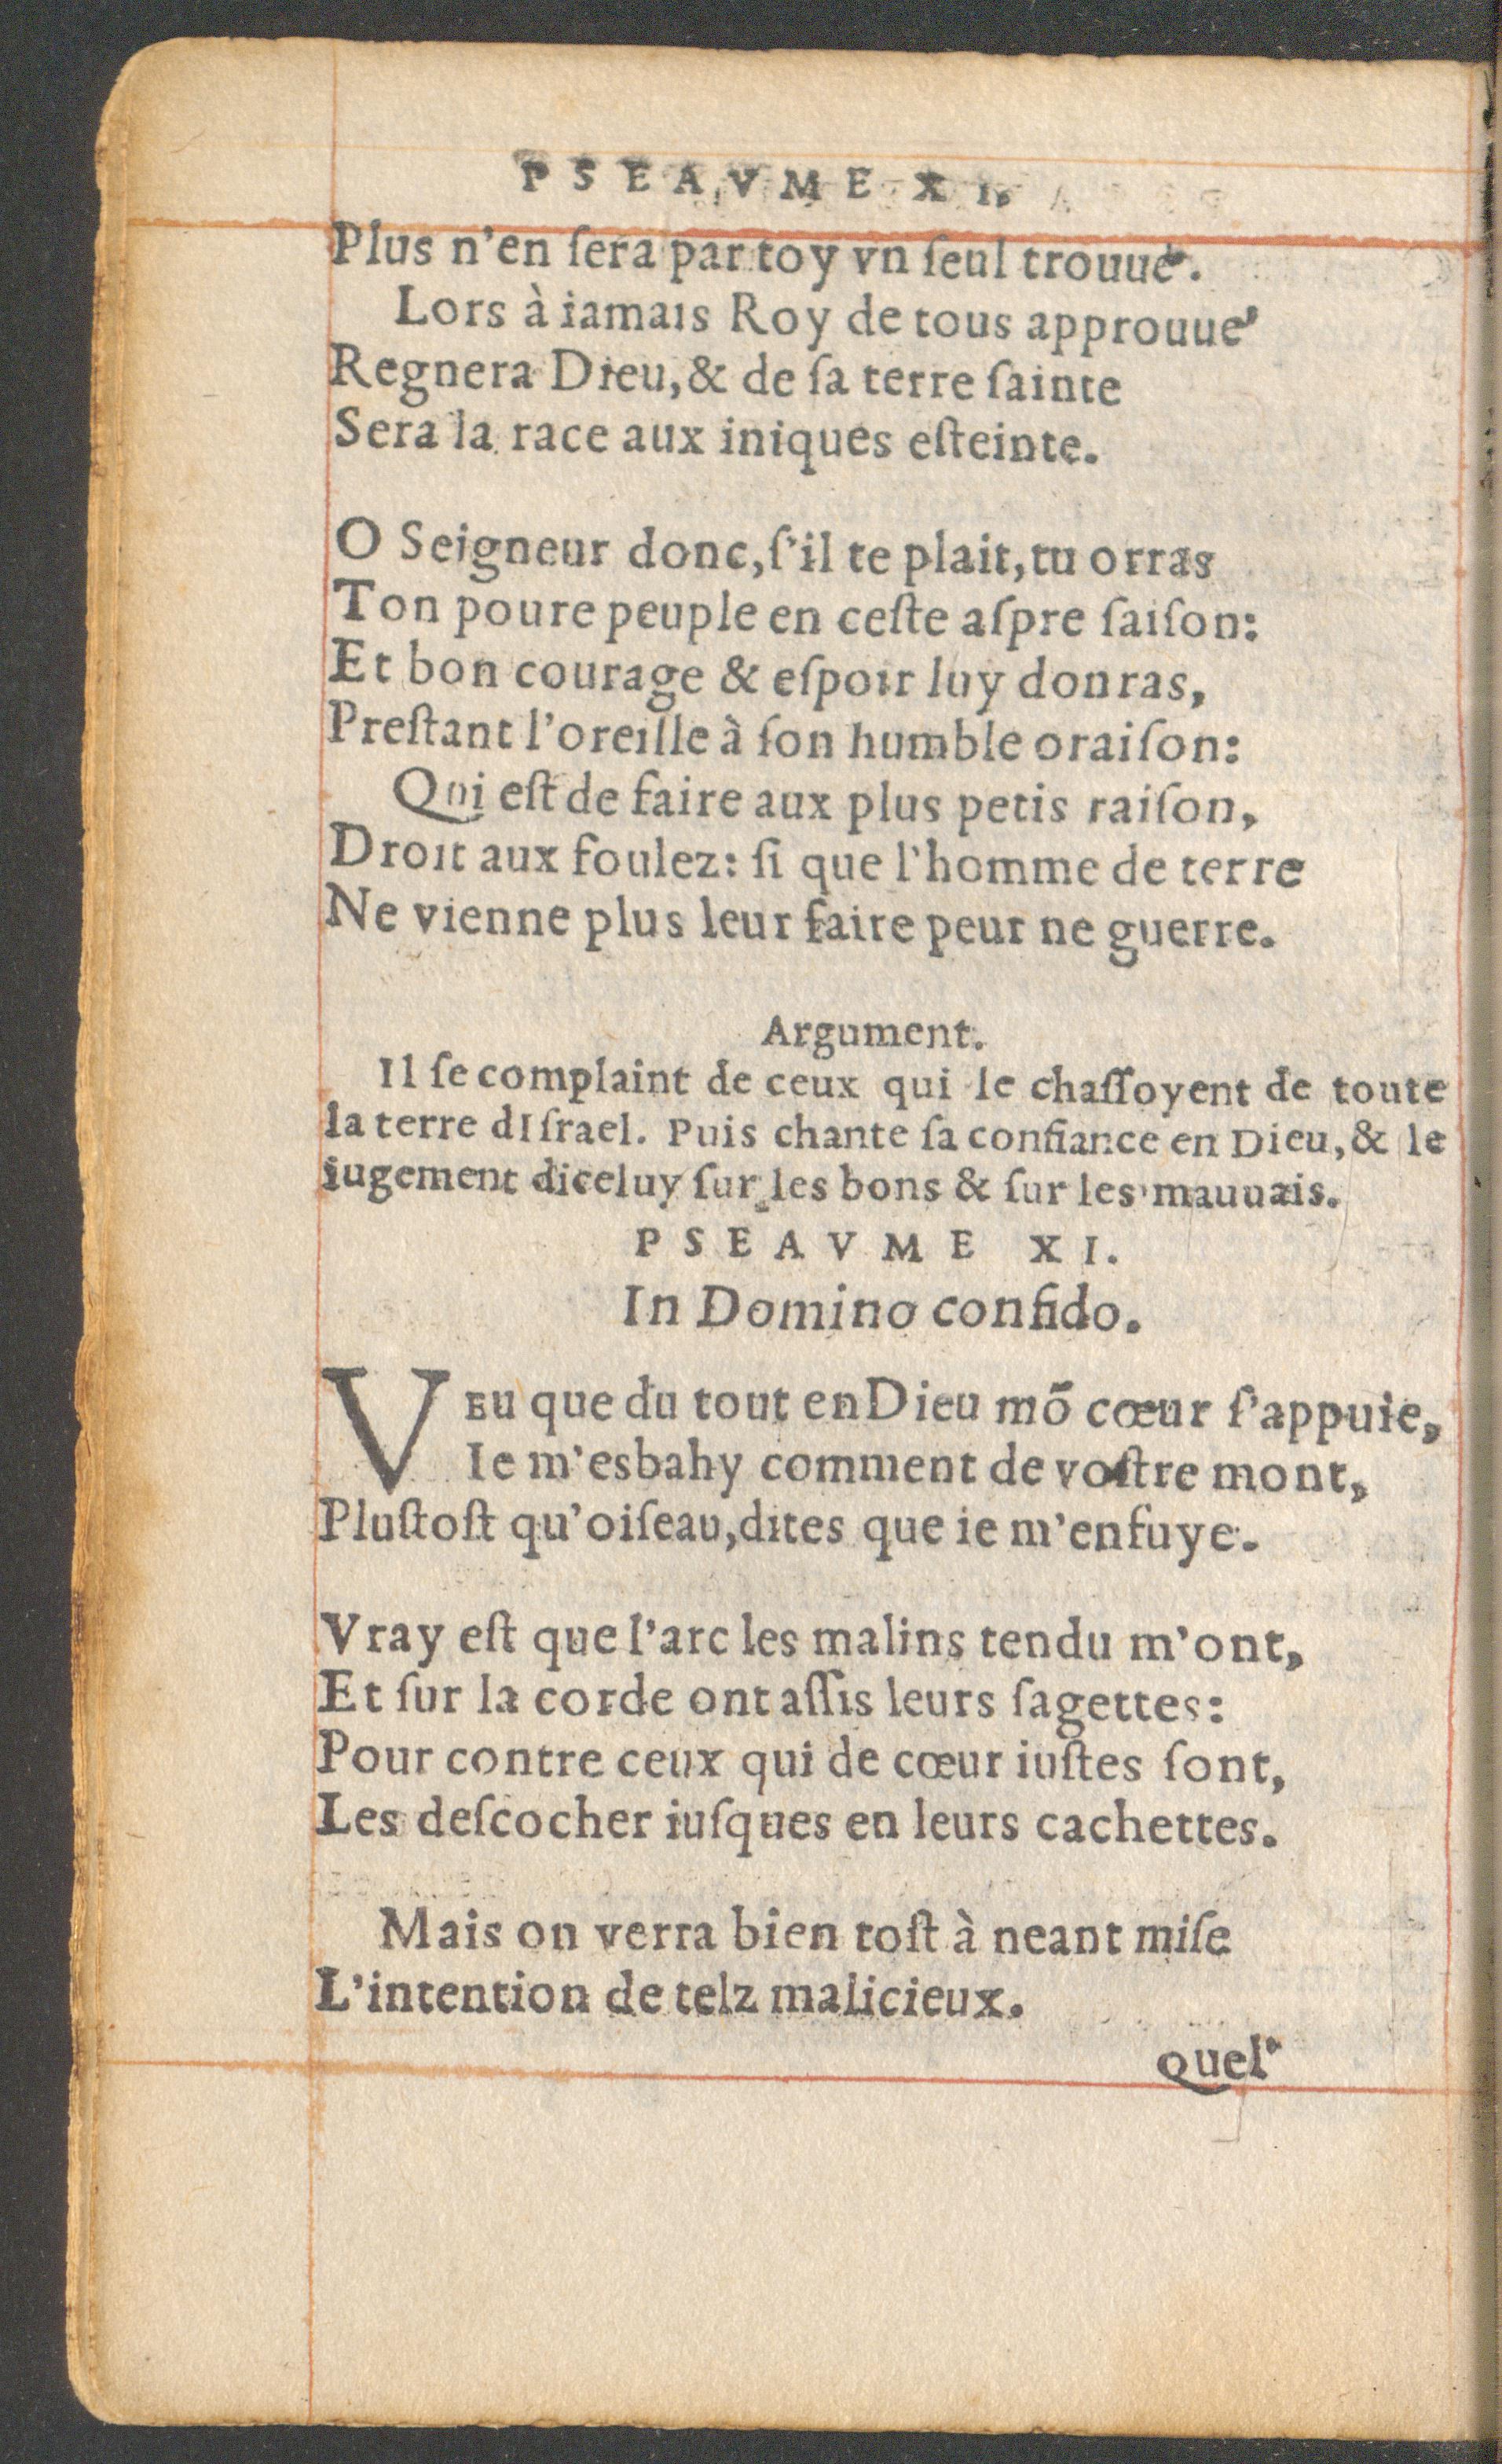 PSEAVME XI.
Plus n'en ſera par toy vn ſeul trouué.
Lors à iamais Roy de tous approuué
Regnera Dieu, & de ſa terre ſainte
Sera la race aux iniques eſteinte.
O Seigneur donc, ſ'il te plait, tu orras
Ton poure peuple en ceſte aſpre ſaiſon:
Et bon courage & eſpoir luy donras,
Preſtant l'oreille à ſon humble oraiſon:
Qui eſt de faire aux plus petis raiſon,
Droit aux foulez: ſi que l'homme de terre
Ne vienne plus leur faire peur ne guerre.
Argument.
Il ſe complaint de ceux qui le chaſſoyent de toute
la terre dIſrael. Puis chante ſa confiance en Dieu, & le
iugement diceluy ſur les bons & ſur les mauuais.
PSEAVME XI.
In Domino confido.
VEu que du tout en Dieu mõ cœur ſ'appuie,
Ie m'esbahy comment de voſtre mont,
Pluſtoſt qu'oiſeau, dites que ie m'enfuye.
Vray eſt que l'arc les malins tendu m'ont,
Et ſur la corde ont aſſis leurs ſagettes:
Pour contre ceux qui de cœur iuſtes ſont,
Les deſcocher iuſques en leurs cachettes.
Mais on verra bien toſt à neant miſe
L'intention de telz malicieux.
Quel'